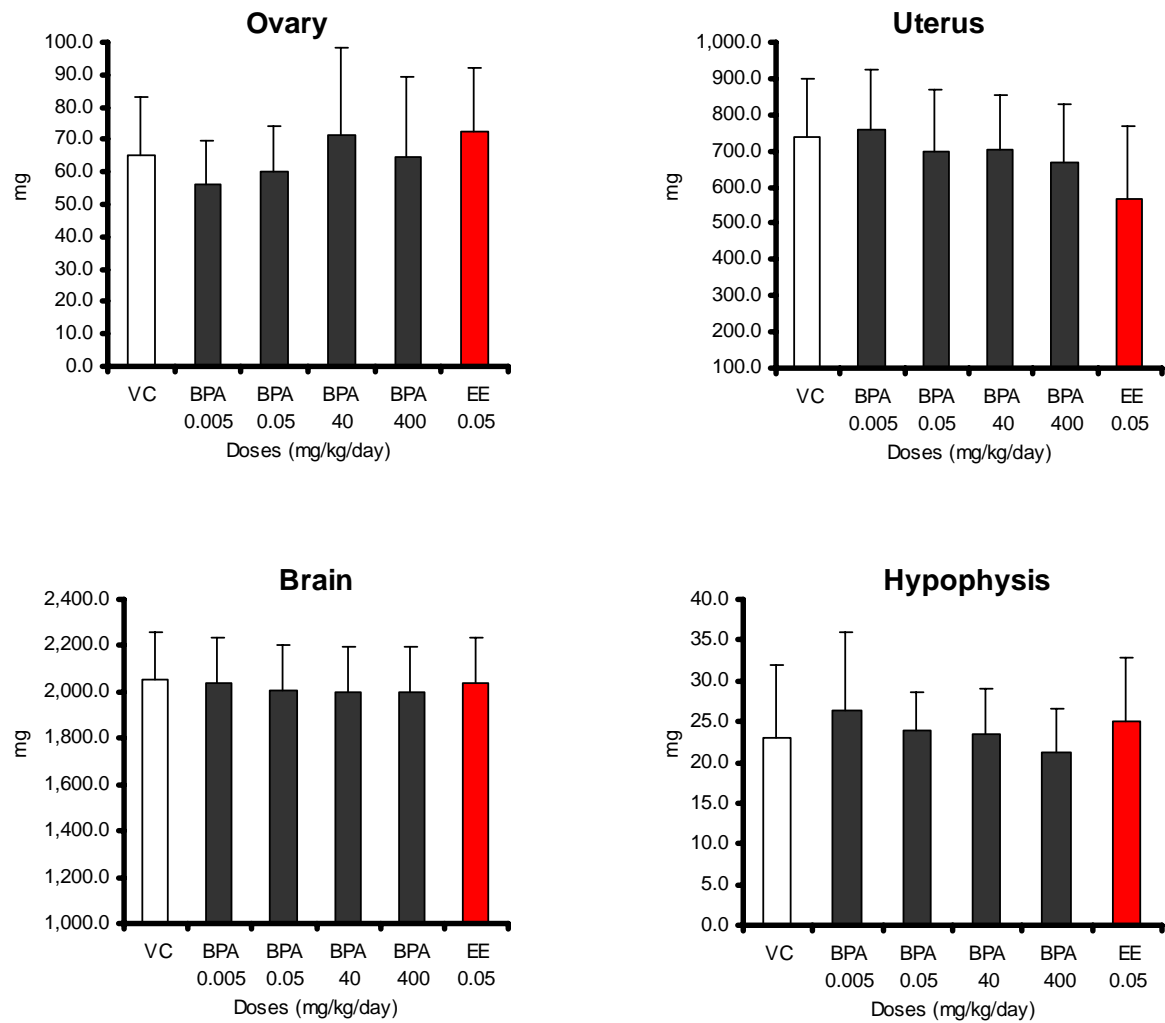 Ovary
100.0
90.0
80.0
70.0
60.0
50.0
40.0
30.0
20.0
10.0
0.0
mg
VC BPA BPA BPA BPA EE
0.005 0.05 40 400 0.05
Doses (mg/kg/day)
Uterus
1,000.0
900.0
800.0
700.0
600.0
500.0
400.0
300.0
200.0
100.0
mg
VC BPA BPA BPA BPA EE
0.005 0.05 40 400 0.05
Doses (mg/kg/day)
Brain
2,400.0
2,200.0
2,000.0
1,800.0
1,600.0
1,400.0
1,200.0
1,000.0
mg
VC BPA BPA BPA BPA EE
0.005 0.05 40 400 0.05
Doses (mg/kg/day)
Hypophysis
40.0
35.0
30.0
25.0
20.0
15.0
10.0
5.0
0.0
mg
VC BPA BPA BPA BPA EE
0.005 0.05 40 400 0.05
Doses (mg/kg/day)